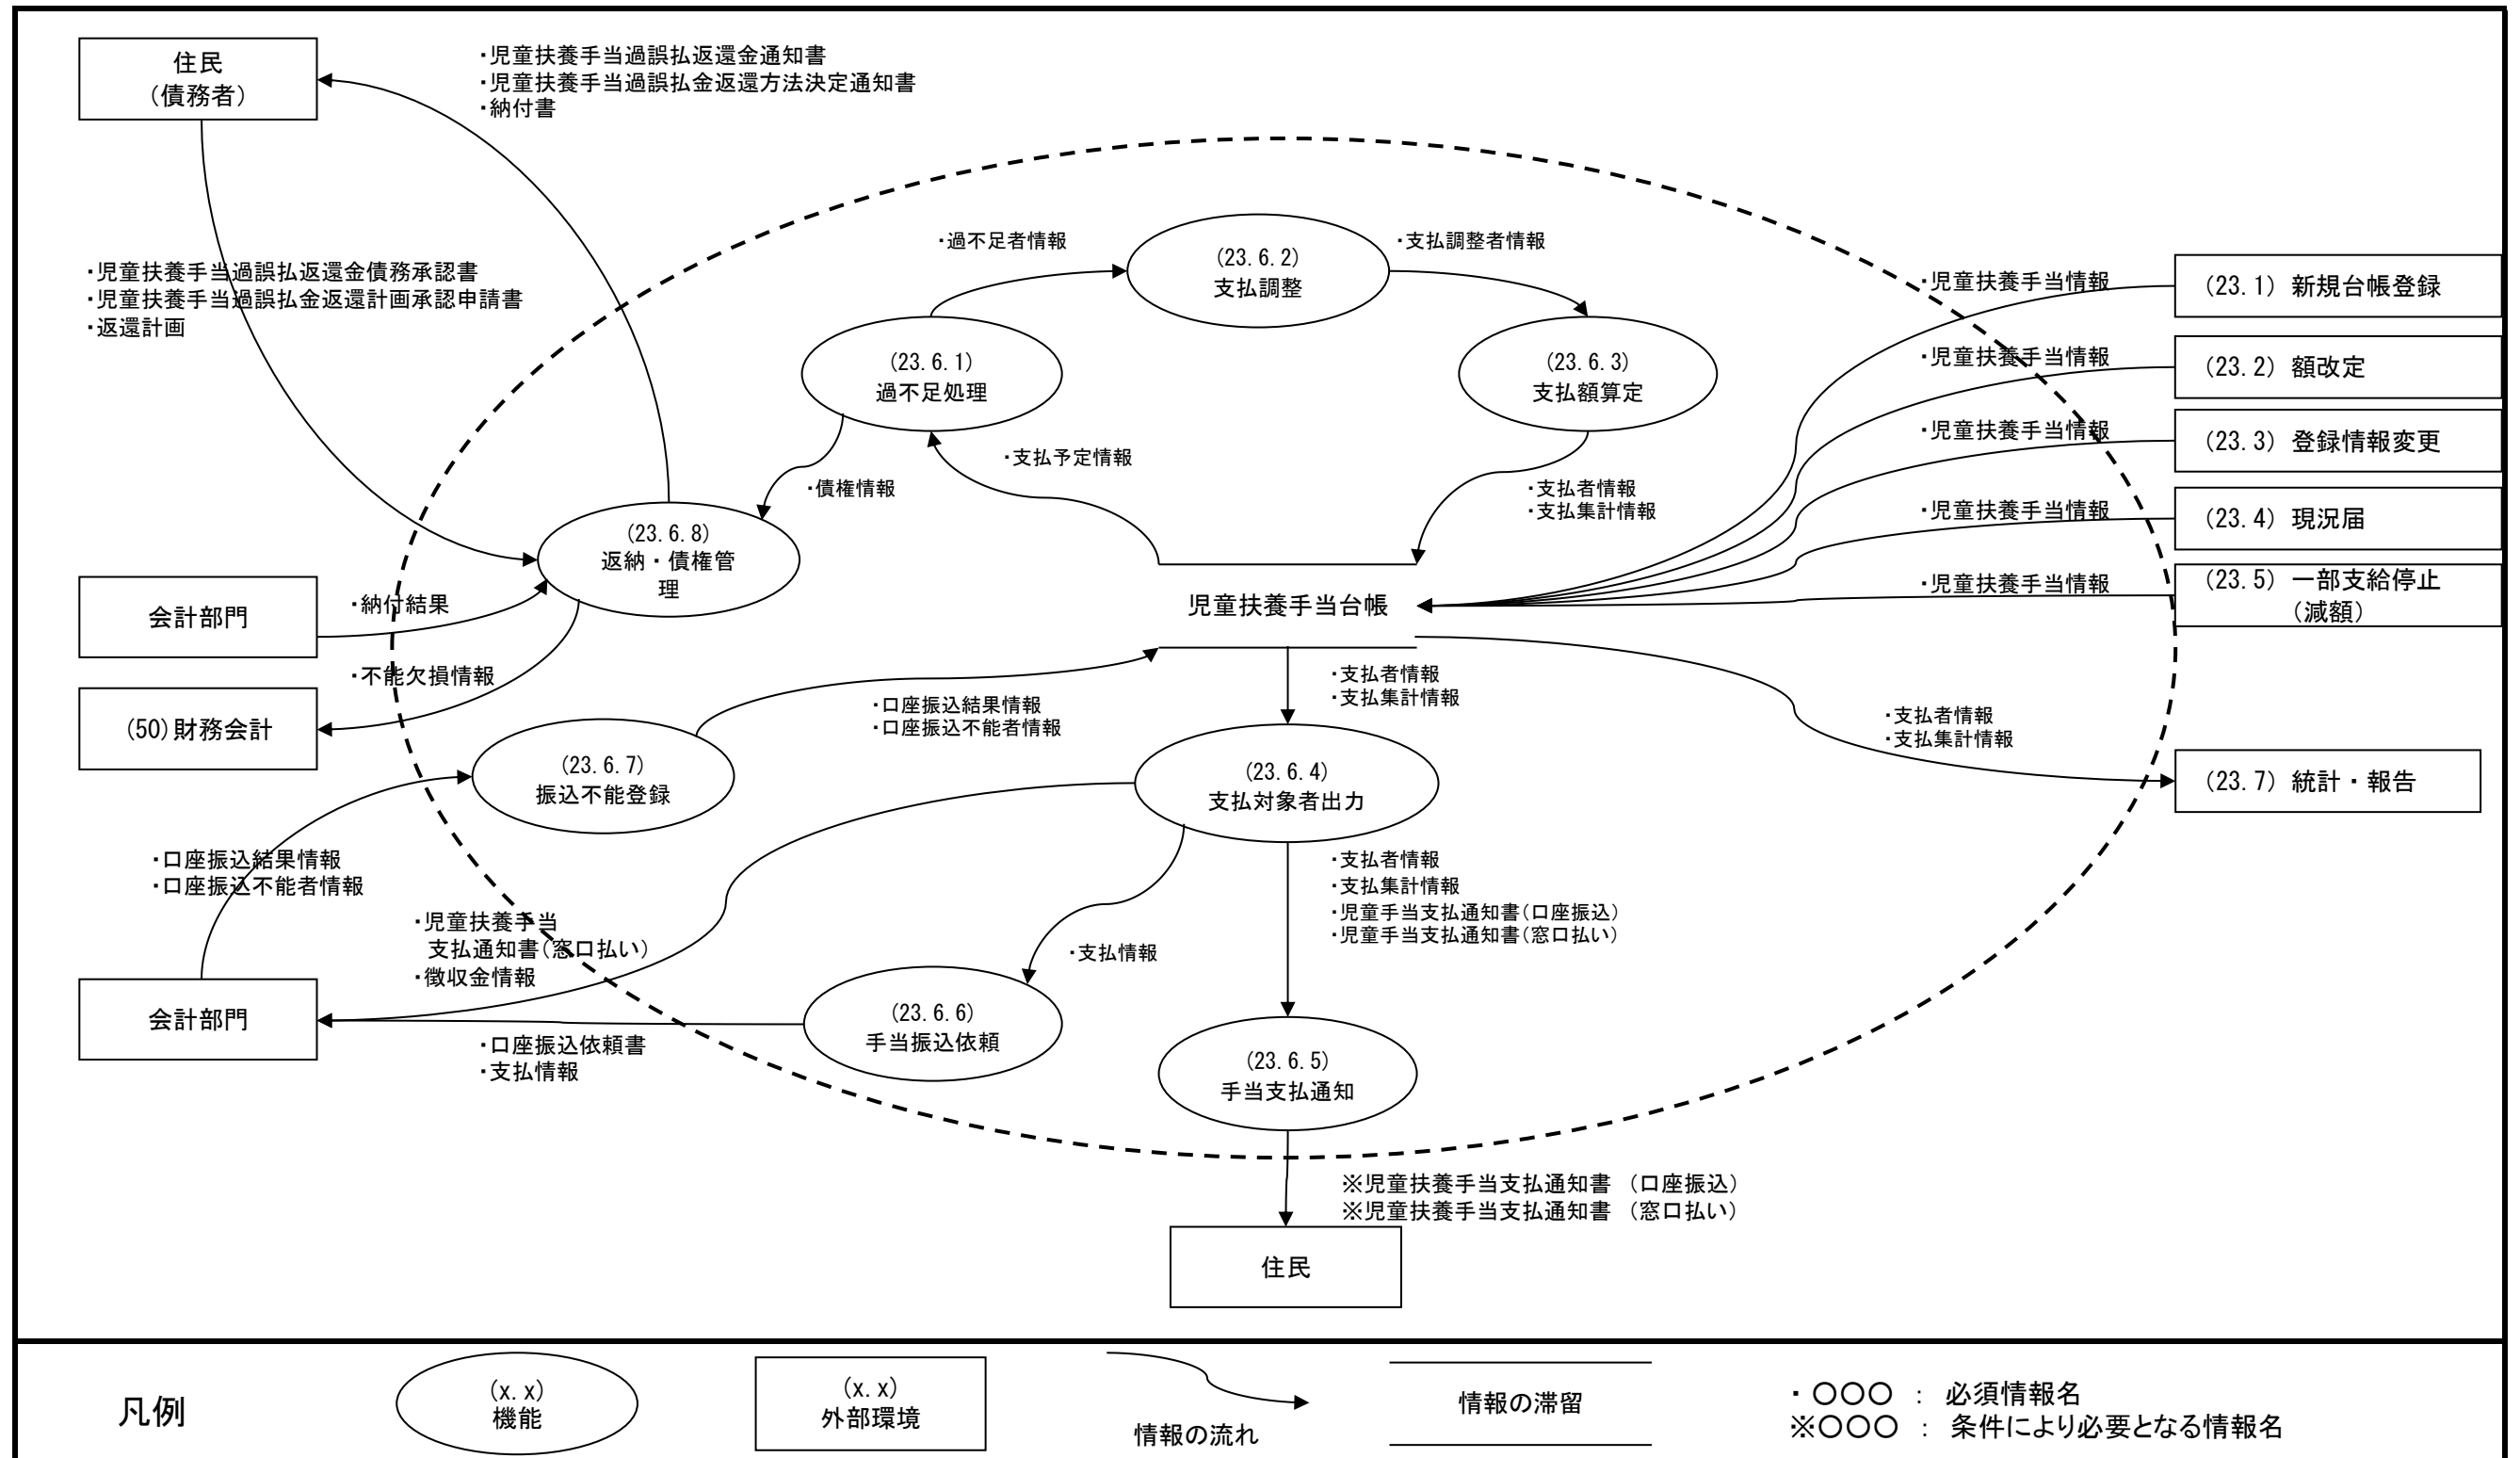 住民
（債務者）
・児童扶養手当過誤払返還金通知書
・児童扶養手当過誤払金返還方法決定通知書
・納付書
・児童扶養手当過誤払返還金債務承認書
・児童扶養手当過誤払金返還計画承認申請書
・返還計画
・過不足者情報
(23.6.2)
支払調整
・支払調整者情報
(23.6.1)
過不足処理
(23.6.3)
支払額算定
・児童扶養手当情報
(23.1) 新規台帳登録
・児童扶養手当情報
(23.2) 額改定
・児童扶養手当情報
(23.3) 登録情報変更
・児童扶養手当情報
(23.4) 現況届
・児童扶養手当情報
(23.5) 一部支給停止
（減額）
・支払予定情報
・債権情報
・支払者情報
・支払集計情報
(23.6.8)
返納・債権管
理
児童扶養手当台帳
会計部門
・納付結果
・不能欠損情報
(50)財務会計
・口座振込結果情報
・口座振込不能者情報
・支払者情報
・支払集計情報
・支払者情報
・支払集計情報
(23.7) 統計・報告
(23.6.7)
振込不能登録
(23.6.4)
支払対象者出力
・口座振込結果情報
・口座振込不能者情報
・児童扶養手当
支払通知書(窓口払い)
・徴収金情報
・支払情報
・支払者情報
・支払集計情報
・児童手当支払通知書(口座振込)
・児童手当支払通知書(窓口払い)
会計部門
・口座振込依頼書
・支払情報
(23.6.6)
手当振込依頼
(23.6.5)
手当支払通知
※児童扶養手当支払通知書 （口座振込）
※児童扶養手当支払通知書 （窓口払い）
住民
凡例
(x.x)
機能
(x.x)
外部環境
情報の流れ
情報の滞留
・ 〇〇〇 ： 必須情報名
※〇〇〇 ： 条件により必要となる情報名